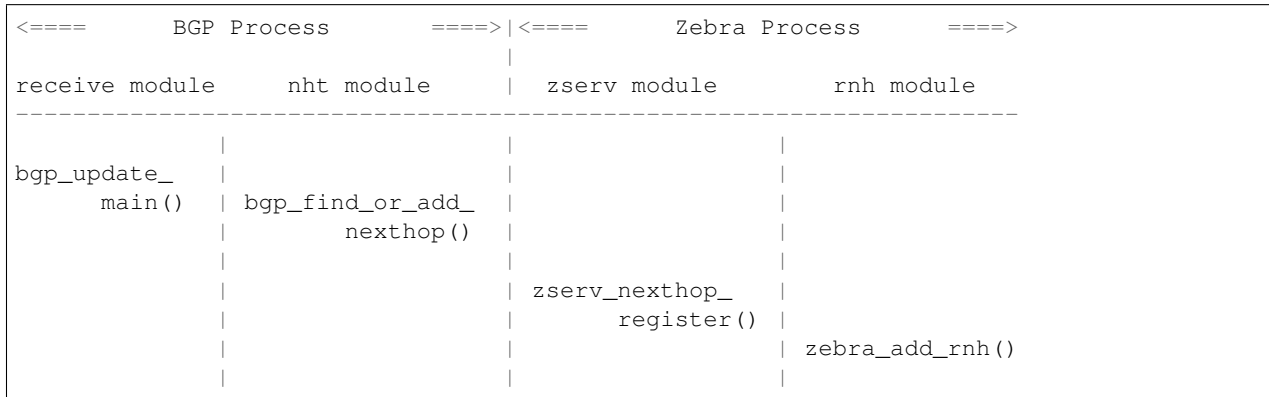 <====      BGP Process      ====>|<====      Zebra Process      ====>
                                  |
receive module     nht module     |  zserv module        rnh module
----------------------------------------------------------------------
              |                   |                  |
bgp_update_   |                   |                  |
      main()  | bgp_find_or_add_  |                  |
              |        nexthop()  |                  |
              |                   |                  |
              |                   | zserv_nexthop_   |
              |                   |       register() |
              |                   |                  | zebra_add_rnh()
              |                   |                  |